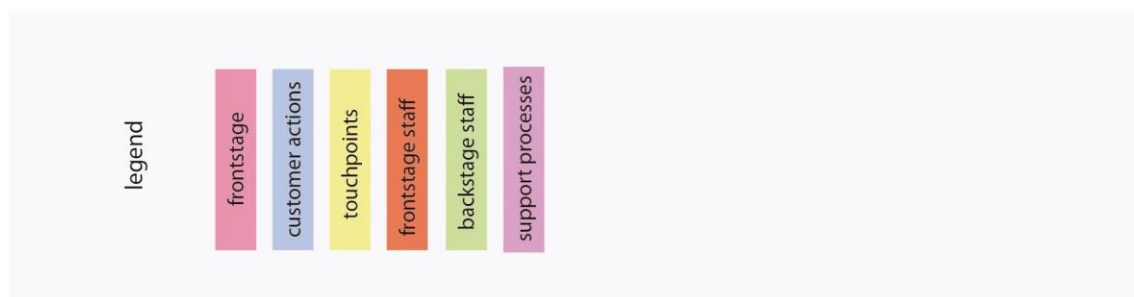 legend
frontstage
customer actions
touchpoints
frontstage staff
backstage staff
support processes